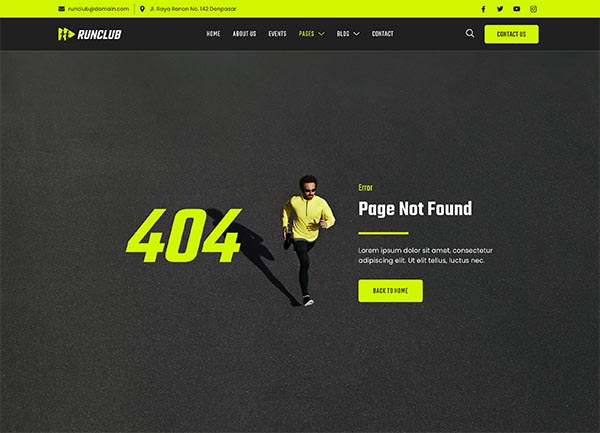 runclub@domain.com
Jl. Raya Renon No. 142 Denpasar
RUNCLUB
HOME
ABOUT US
EVENTS
PAGES
BLOG
CONTACT
CONTACT US
404
Error
Page Not Found
Lorem ipsum dolor sit amet, consectetur
adipiscing elit. Ut elit tellus, luctus nec.
BACK TO HOME